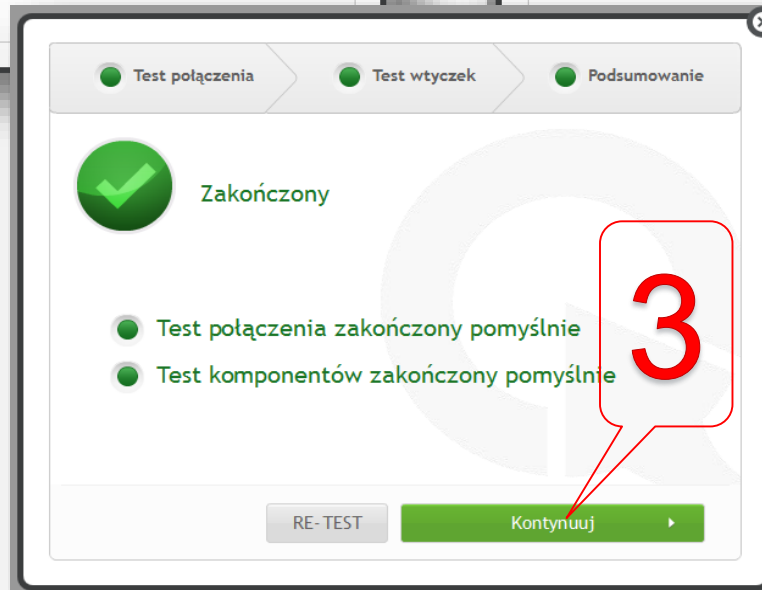 Test połączenia Test wtyczek Podsumowanie
Zakończony
Test połączenia zakończony pomyślnie
Test komponentów zakończony pomyślnie
3
RE-TEST Kontynuuj